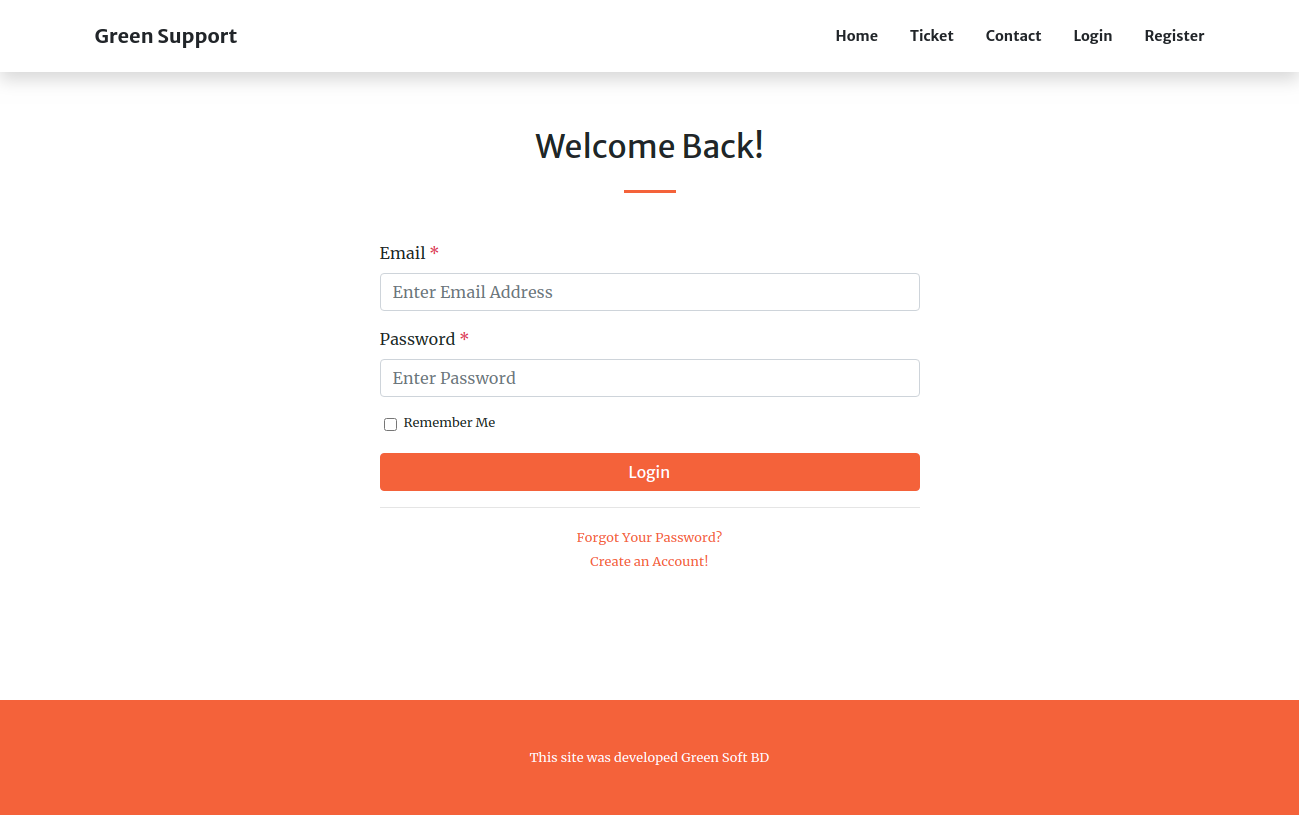 Green Support
Home Ticket Contact Login Register
Welcome Back!
Email *
Enter Email Address
Password *
Enter Password
Remember Me
Login
Forgot Your Password?
Create an Account!
This site was developed Green Soft BD